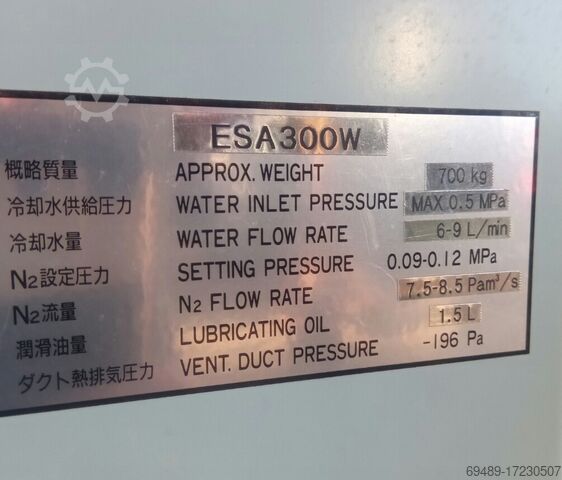 ESA300W
概略質量 APPROX. WEIGHT 700 kg
冷却水供給圧力 WATER INLET PRESSURE MAX 0.5 MPa
冷却水量 WATER FLOW RATE 6-9 L/min
N2設定圧力 SETTING PRESSURE 0.09-0.12 MPa
N2流量 N2 FLOW RATE 7.5-8.5 Pam³/s
潤滑油量 LUBRICATING OIL 1.5 L
ダクト熱排気圧力 VENT. DUCT PRESSURE -196 Pa
69489-17230507